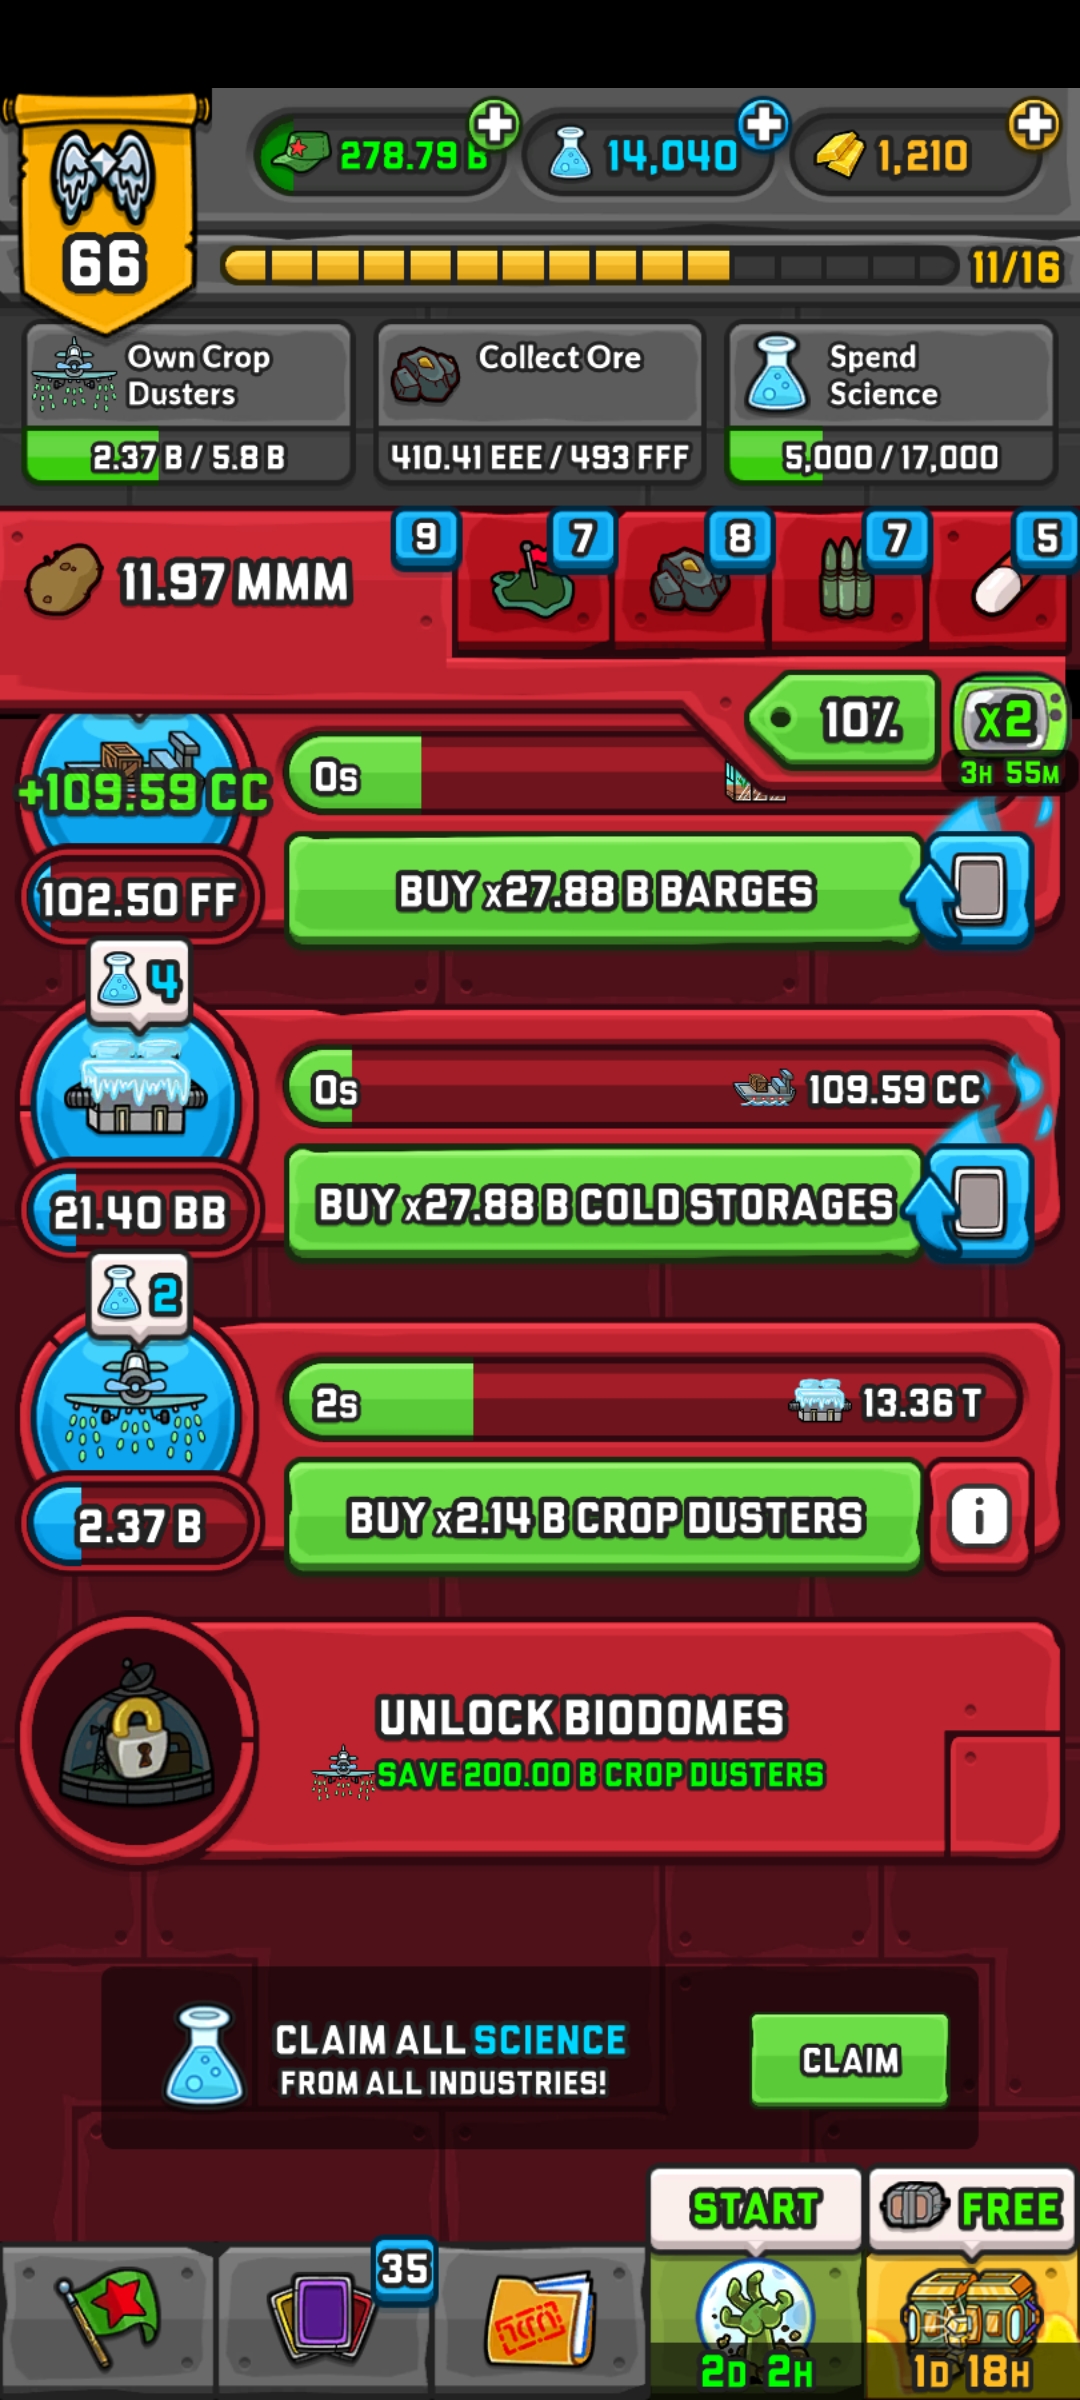 278.79 B
14,040
1,210
66
11/16
Own Crop
Dusters
2.37 B / 5.8 B
Collect Ore
410.41 EEE / 493 FFF
Spend
Science
5,000 / 17,000
11.97 MMM
9
7
8
7
5
10%
x2
3H 55M
+109.59 CC
0s
102.50 FF
BUY x27.88 B BARGES
4
0s
109.59 CC
21.40 BB
BUY x27.88 B COLD STORAGES
2
2s
13.36 T
2.37 B
BUY x2.14 B CROP DUSTERS
i
UNLOCK BIODOMES
SAVE 200.00 B CROP DUSTERS
CLAIM ALL SCIENCE
FROM ALL INDUSTRIES!
CLAIM
START
FREE
35
2D 2H
1D 18H